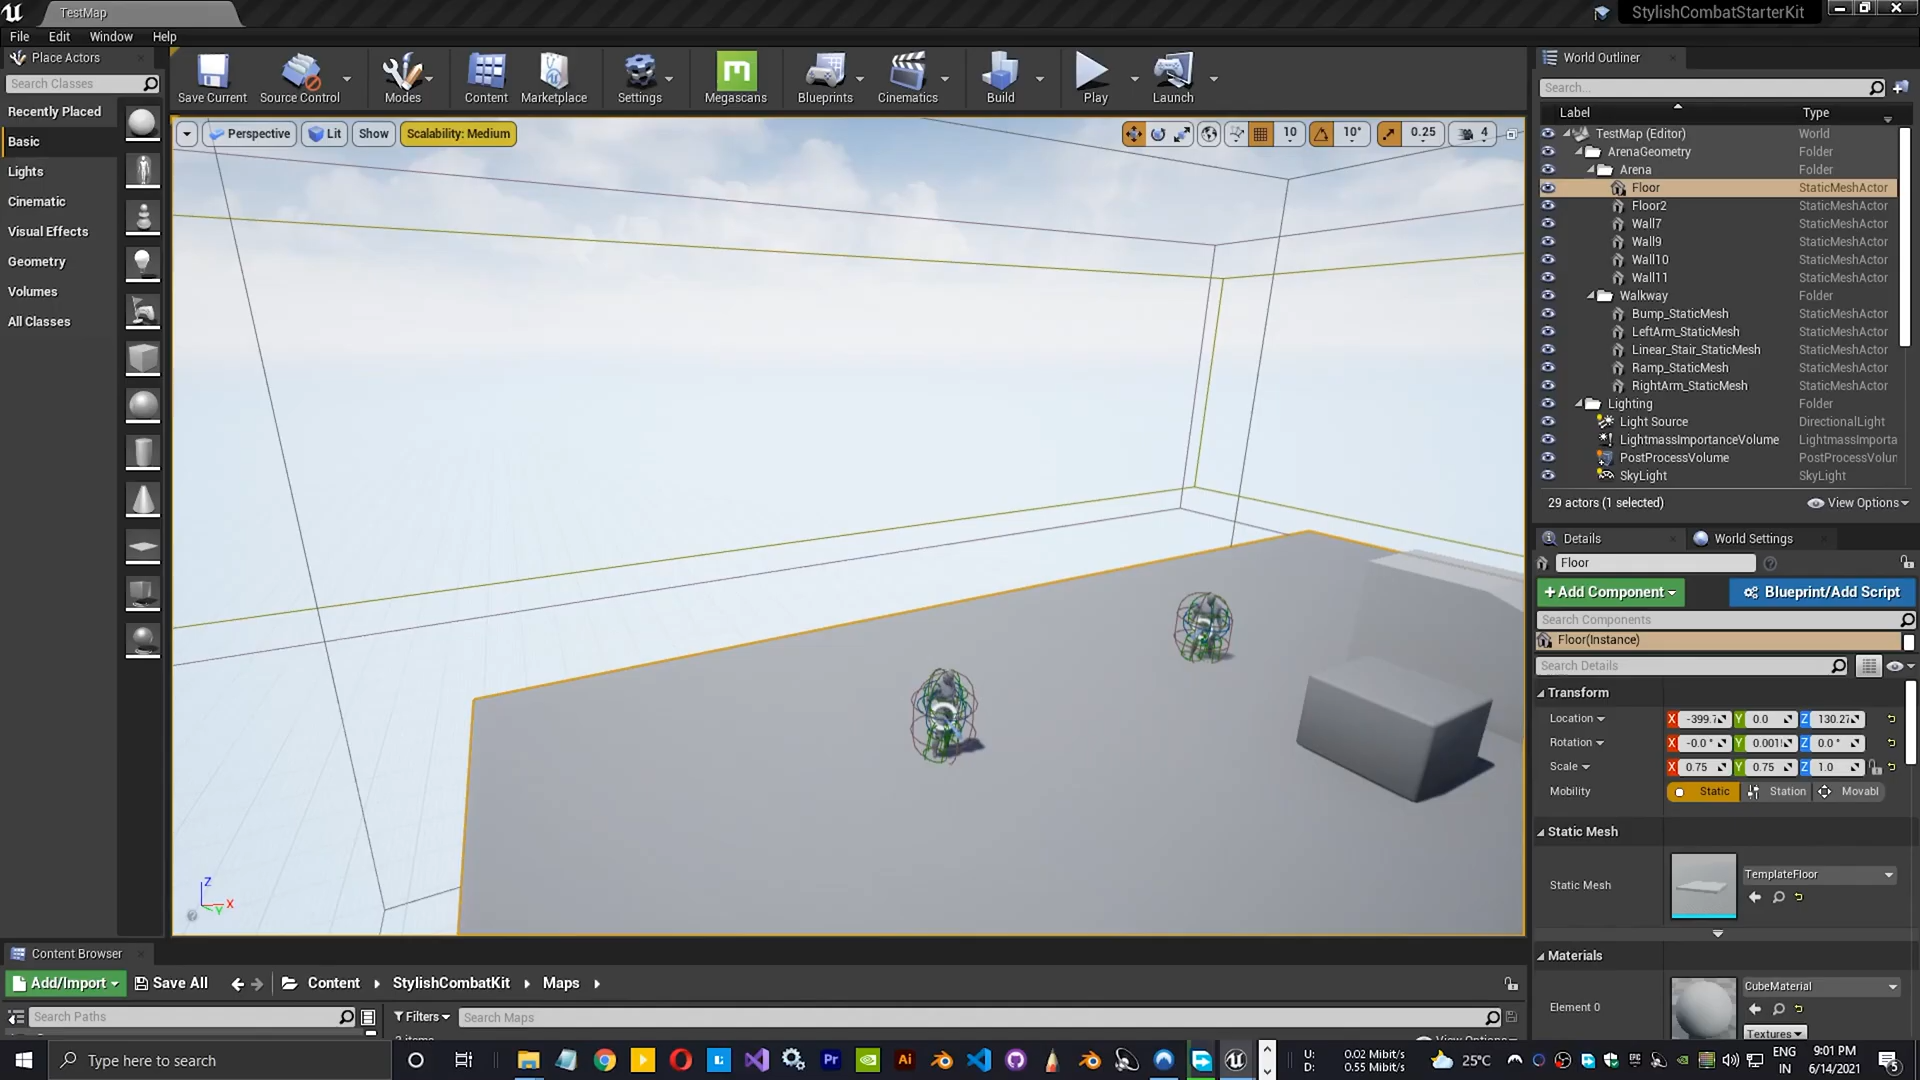 TestMap
StylishCombatStarterKit
File Edit Window Help
Place Actors
Search Classes
Recently Placed
Basic
Lights
Cinematic
Visual Effects
Geometry
Volumes
All Classes
Save Current
Source Control
Modes
Content
Marketplace
Settings
Megascans
Blueprints
Cinematics
Build
Play
Launch
Perspective
Lit
Show
Scalability: Medium
10
10°
0.25
4
Z
X
Y
World Outliner
Search...
Label Type
TestMap (Editor) World
ArenaGeometry Folder
Arena Folder
Floor StaticMeshActor
Floor2 StaticMeshActor
Wall7 StaticMeshActor
Wall9 StaticMeshActor
Wall10 StaticMeshActor
Wall11 StaticMeshActor
Walkway Folder
Bump_StaticMesh StaticMeshActor
LeftArm_StaticMesh StaticMeshActor
Linear_Stair_StaticMesh StaticMeshActor
Ramp_StaticMesh StaticMeshActor
RightArm_StaticMesh StaticMeshActor
Lighting Folder
Light Source DirectionalLight
LightmassImportanceVolume LightmassImporta
PostProcessVolume PostProcessVolun
SkyLight SkyLight
29 actors (1 selected) View Options
Details World Settings
Floor
+Add Component Blueprint/Add Script
Search Components
Floor(Instance)
Search Details
Transform
Location X -399.7 Y 0.0 Z 130.27
Rotation X -0.0 ° Y 0.001 Z 0.0 °
Scale X 0.75 Y 0.75 Z 1.0
Mobility Static Station Movabl
Static Mesh
Static Mesh TemplateFloor
Materials
Element 0 CubeMaterial
Textures
Content Browser
Add/Import Save All Content StylishCombatKit Maps
Search Paths Filters Search Maps
View Options
Type here to search
Pr
Ai
U: 0.02 Mibit/s
D: 0.55 Mibit/s
25°C
ENG
IN
9:01 PM
6/14/2021
5